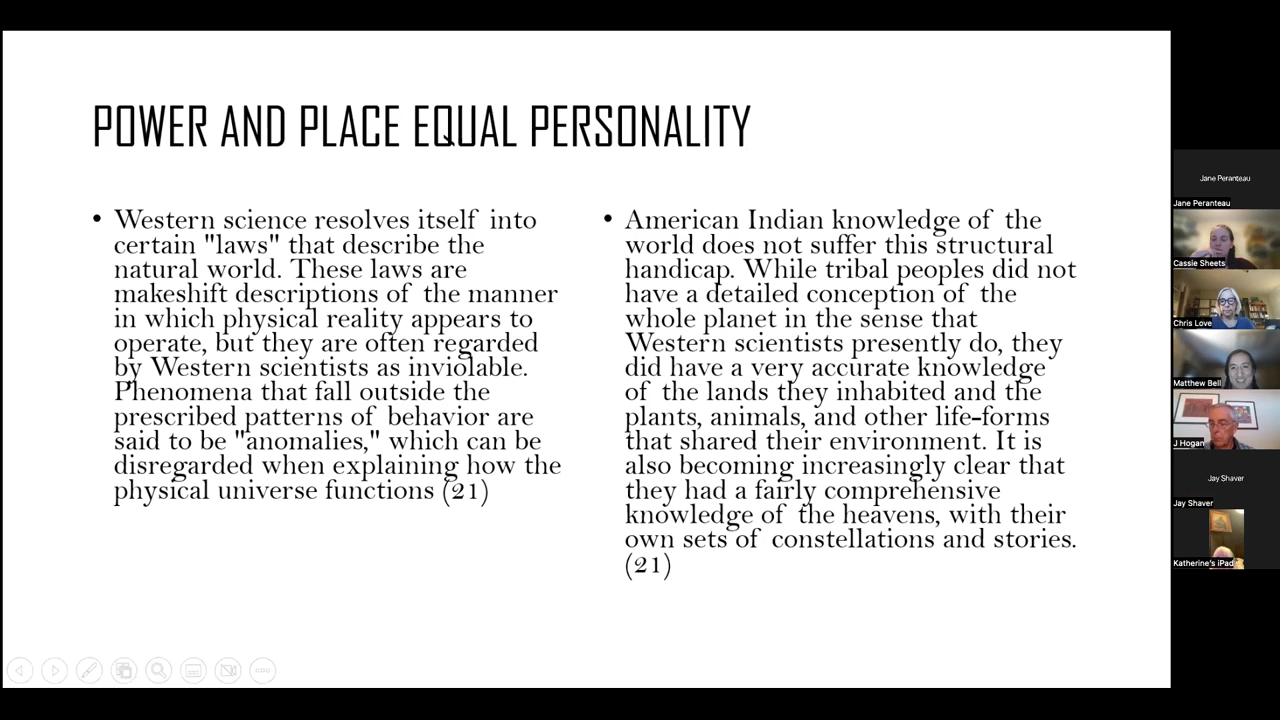 POWER AND PLACE EQUAL PERSONALITY
• Western science resolves itself into
certain "laws" that describe the
natural world. These laws are
makeshift descriptions of the manner
in which physical reality appears to
operate, but they are often regarded
by Western scientists as inviolable.
Phenomena that fall outside the
prescribed patterns of behavior are
said to be "anomalies," which can be
disregarded when explaining how the
physical universe functions (21)
• American Indian knowledge of the
world does not suffer this structural
handicap. While tribal peoples did not
have a detailed conception of the
whole planet in the sense that
Western scientists presently do, they
did have a very accurate knowledge
of the lands they inhabited and the
plants, animals, and other life-forms
that shared their environment. It is
also becoming increasingly clear that
they had a fairly comprehensive
knowledge of the heavens, with their
own sets of constellations and stories.
(21)
Jane Peranteau
Jane Peranteau
Cassie Sheets
Chris Love
Matthew Bell
J Hogan
Jay Shaver
Jay Shaver
Katherine's iPad